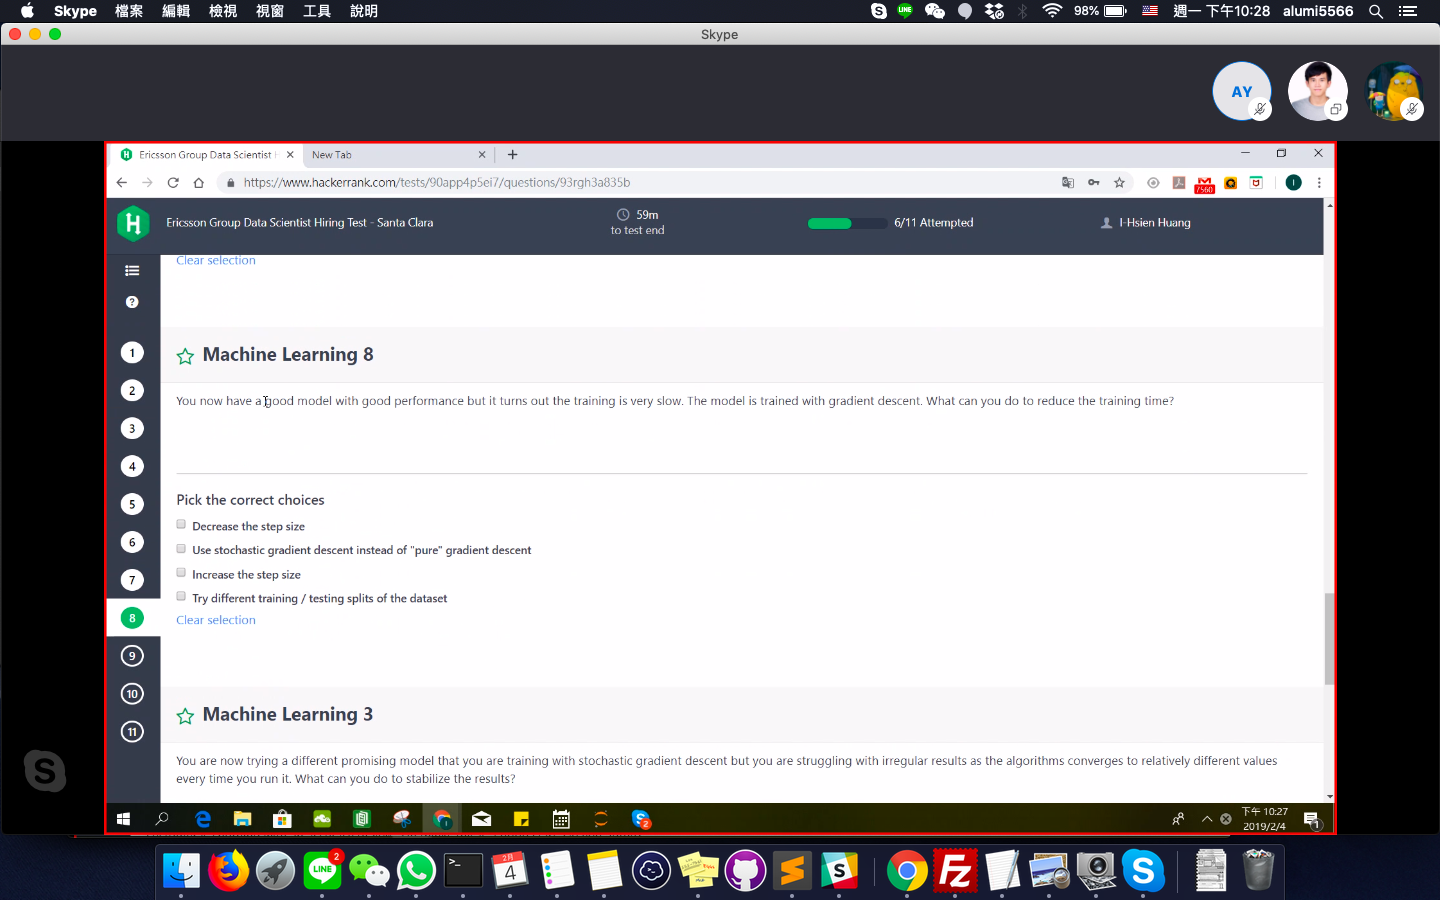 Skype 檔案 編輯 檢視 視窗 工具 說明 98% 週一 下午10:28 alumi5566
Skype
AY
Ericsson Group Data Scientist H New Tab
https://www.hackerrank.com/tests/90app4p5ei7/questions/93rgh3a835b
7560
Ericsson Group Data Scientist Hiring Test - Santa Clara
59m
to test end
6/11 Attempted
I-Hsien Huang
Clear selection
1
2
3
4
5
6
7
8
9
10
11
Machine Learning 8
You now have a good model with good performance but it turns out the training is very slow. The model is trained with gradient descent. What can you do to reduce the training time?
Pick the correct choices
Decrease the step size
Use stochastic gradient descent instead of "pure" gradient descent
Increase the step size
Try different training / testing splits of the dataset
Clear selection
Machine Learning 3
You are now trying a different promising model that you are training with stochastic gradient descent but you are struggling with irregular results as the algorithms converges to relatively different values
every time you run it. What can you do to stabilize the results?
下午 10:27
2019/2/4
2
1
2
2月
4